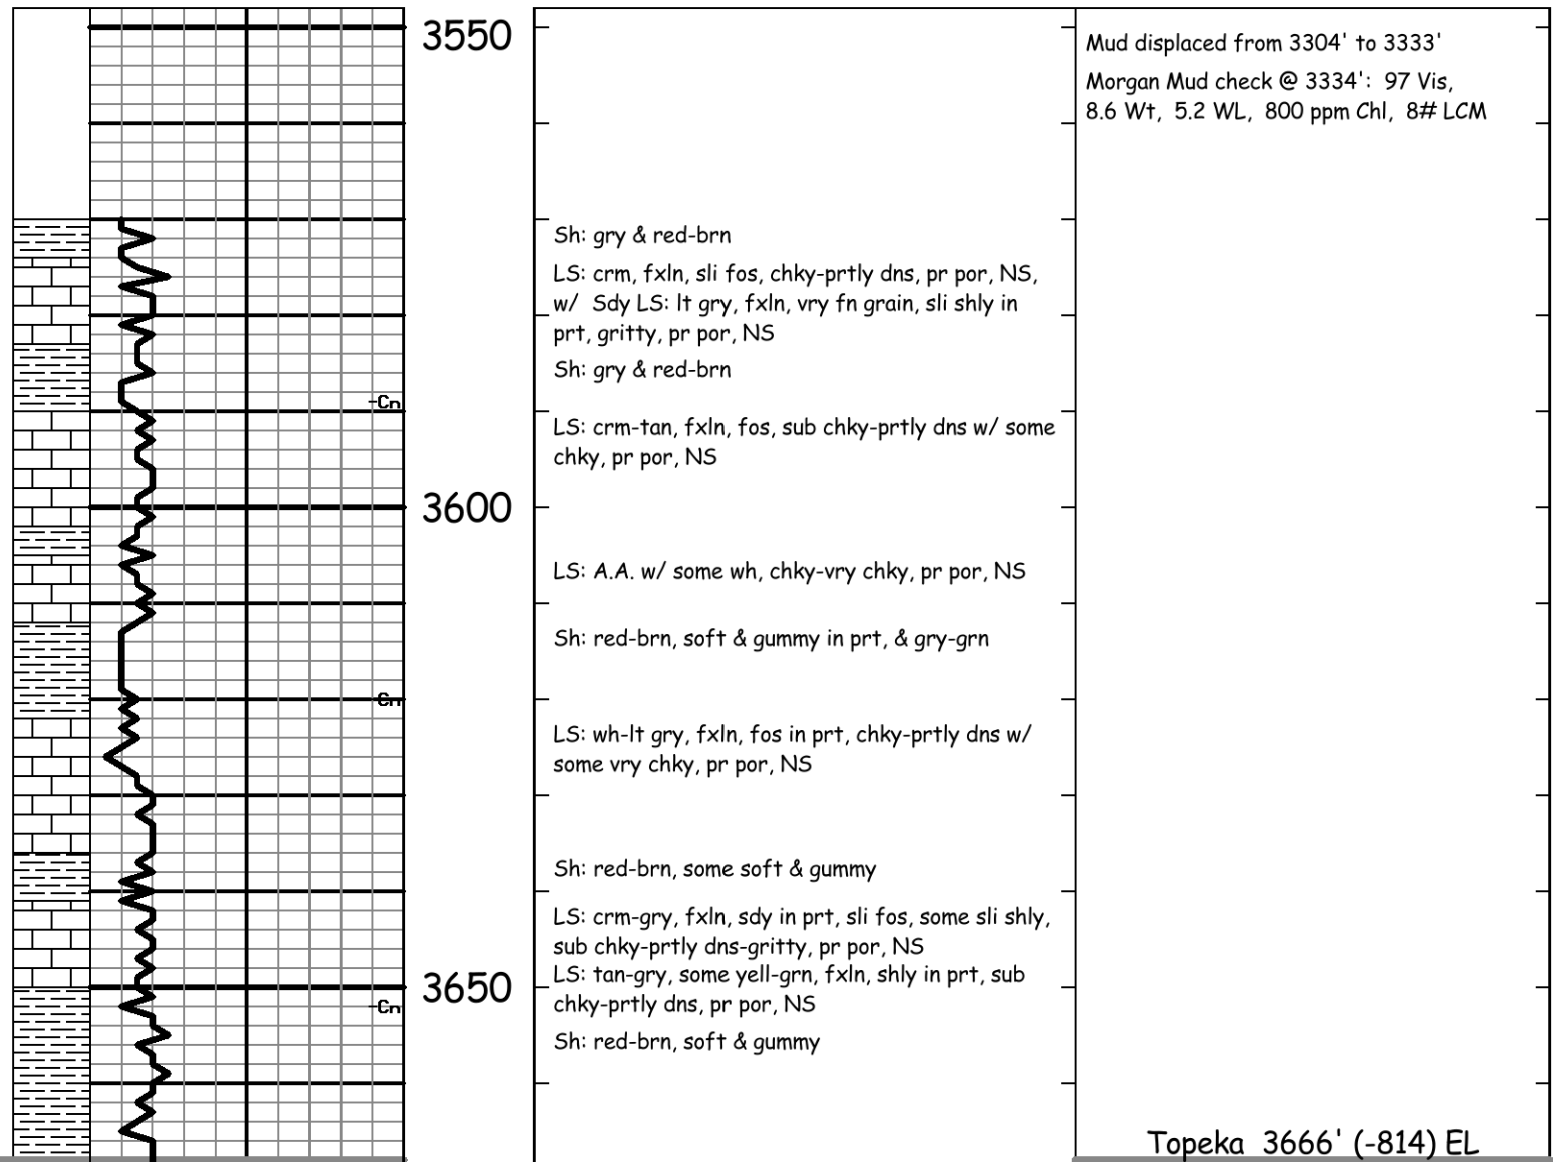 3550
Mud displaced from 3304' to 3333'
Morgan Mud check @ 3334': 97 Vis,
8.6 Wt, 5.2 WL, 800 ppm Chl, 8# LCM
Sh: gry & red-brn
LS: crm, fxln, sli fos, chky-prtly dns, pr por, NS,
w/ Sdy LS: lt gry, fxln, vry fn grain, sli shly in
prt, gritty, pr por, NS
Sh: gry & red-brn
Cn
LS: crm-tan, fxln, fos, sub chky-prtly dns w/ some
chky, pr por, NS
3600
LS: A.A. w/ some wh, chky-vry chky, pr por, NS
Sh: red-brn, soft & gummy in prt, & gry-grn
Cn
LS: wh-lt gry, fxln, fos in prt, chky-prtly dns w/
some vry chky, pr por, NS
Sh: red-brn, some soft & gummy
LS: crm-gry, fxln, sdy in prt, sli fos, some sli shly,
sub chky-prtly dns-gritty, pr por, NS
3650
LS: tan-gry, some yell-grn, fxln, shly in prt, sub
chky-prtly dns, pr por, NS
Cn
Sh: red-brn, soft & gummy
Topeka 3666' (-814) EL